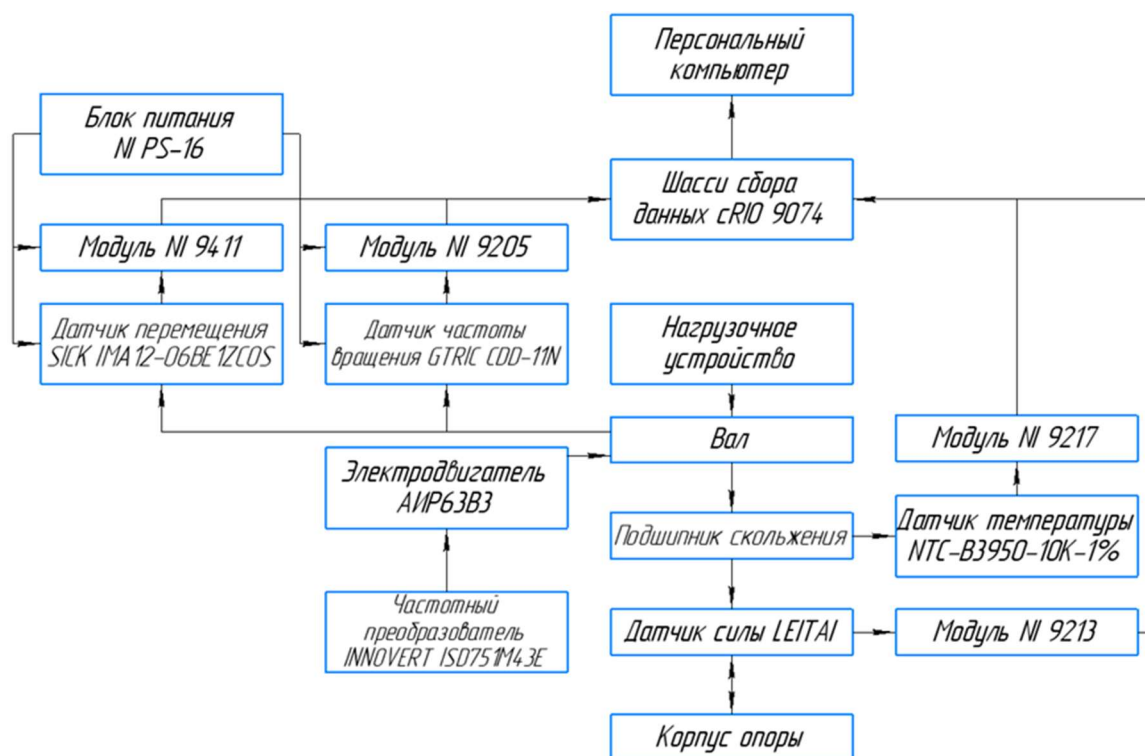 Персональный
компьютер
Блок питания
NI PS-16
Шасси сбора
данных cRIO 9074
Модуль NI 9411
Модуль NI 9205
Датчик перемещения
SICK IMA12-06BE1ZC0S
Датчик частоты
вращения GTRIC CDD-11N
Нагрузочное
устройство
Вал
Модуль NI 9217
Электродвигатель
АИР63В3
Подшипник скольжения
Датчик температуры
NTC-B3950-10K-1%
Частотный
преобразователь
INNOVERT ISD751M43E
Датчик силы LEITAI
Модуль NI 9213
Корпус опоры